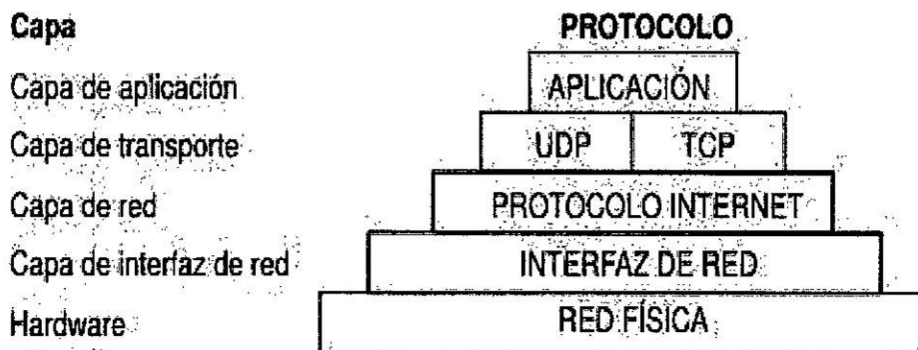 Capa PROTOCOLO
Capa de aplicación APLICACIÓN
Capa de transporte UDP TCP
Capa de red PROTOCOLO INTERNET
Capa de interfaz de red INTERFAZ DE RED
Hardware RED FÍSICA